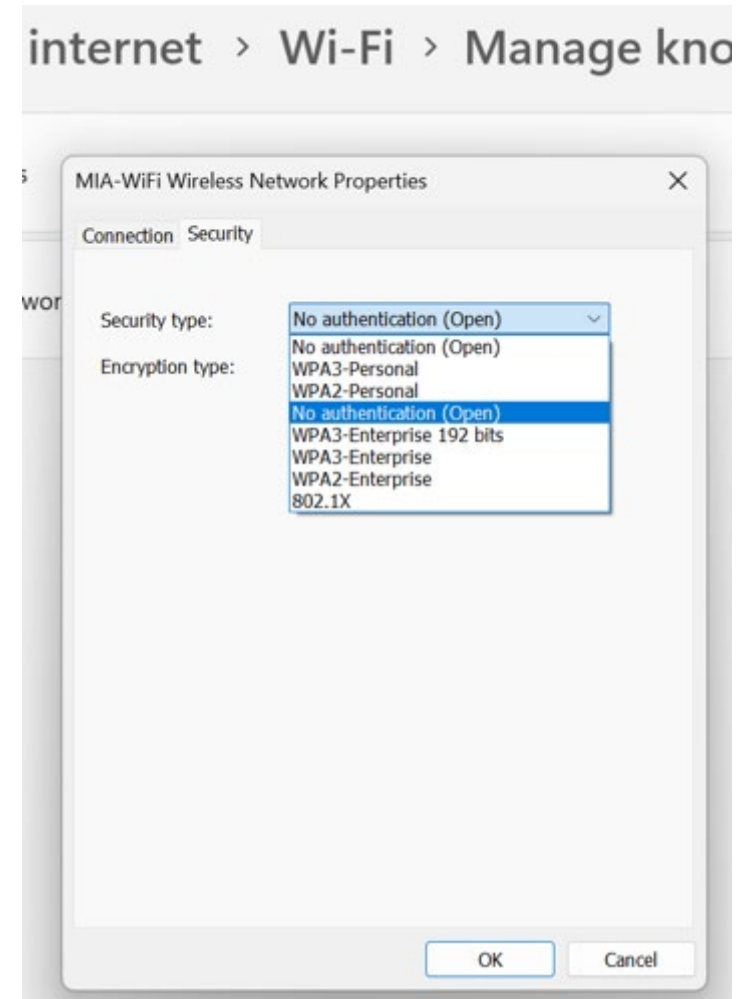 internet > Wi-Fi > Manage kno
s
MIA-WiFi Wireless Network Properties
Connection Security
wor
Security type: No authentication (Open)
No authentication (Open)
Encryption type:
WPA3-Personal
WPA2-Personal
No authentication (Open)
WPA3-Enterprise 192 bits
WPA3-Enterprise
WPA2-Enterprise
802.1X
OK Cancel